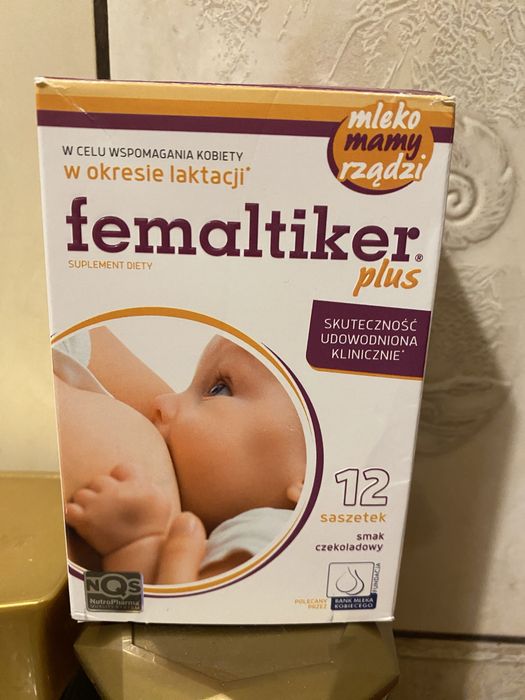 mleko
mamy
rządzi
W CELU WSPOMAGANIA KOBIETY
w okresie laktacji*
femaltiker®
plus
SUPLEMENT DIETY
SKUTECZNOŚĆ
UDOWODNIONA
KLINICZNIE*
12
saszetek
smak
czekoladowy
NQS
NutroPharma
POLECANY
PRZEZ
BANK MLEKA
KOBIECEGO
FUNDACJA